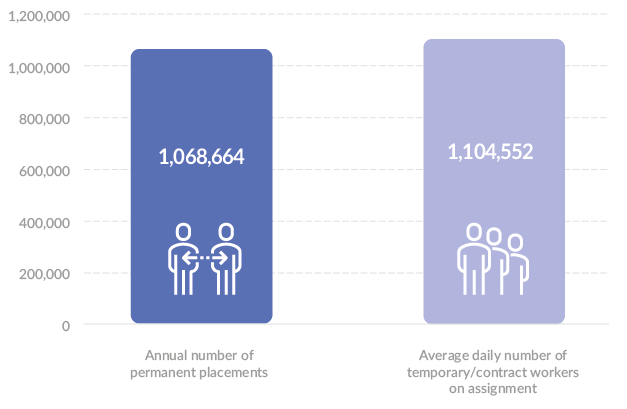 1,200,000
1,000,000
800,000
600,000
400,000
200,000
0
1,068,664
1,104,552
Annual number of
permanent placements
Average daily number of
temporary/contract workers
on assignment